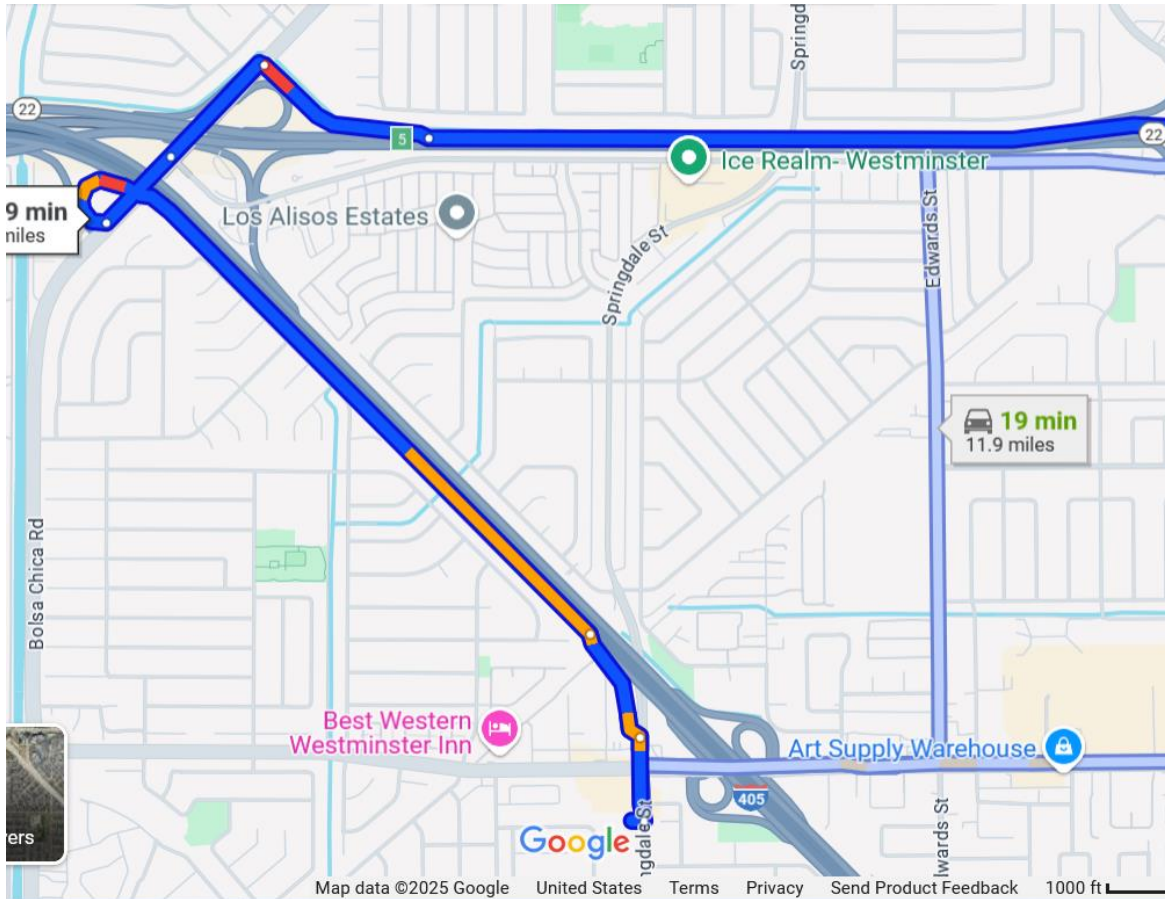 Springd
22
5
22
Ice Realm- Westminster
9 min
miles
Los Alisos Estates
Edwards St
Springdale St
19 min
11.9 miles
Bolsa Chica Rd
Best Western
Westminster Inn
Art Supply Warehouse
405
ers
Google
ngdale St
dwards St
Map data ©2025 Google United States Terms Privacy Send Product Feedback 1000 ft